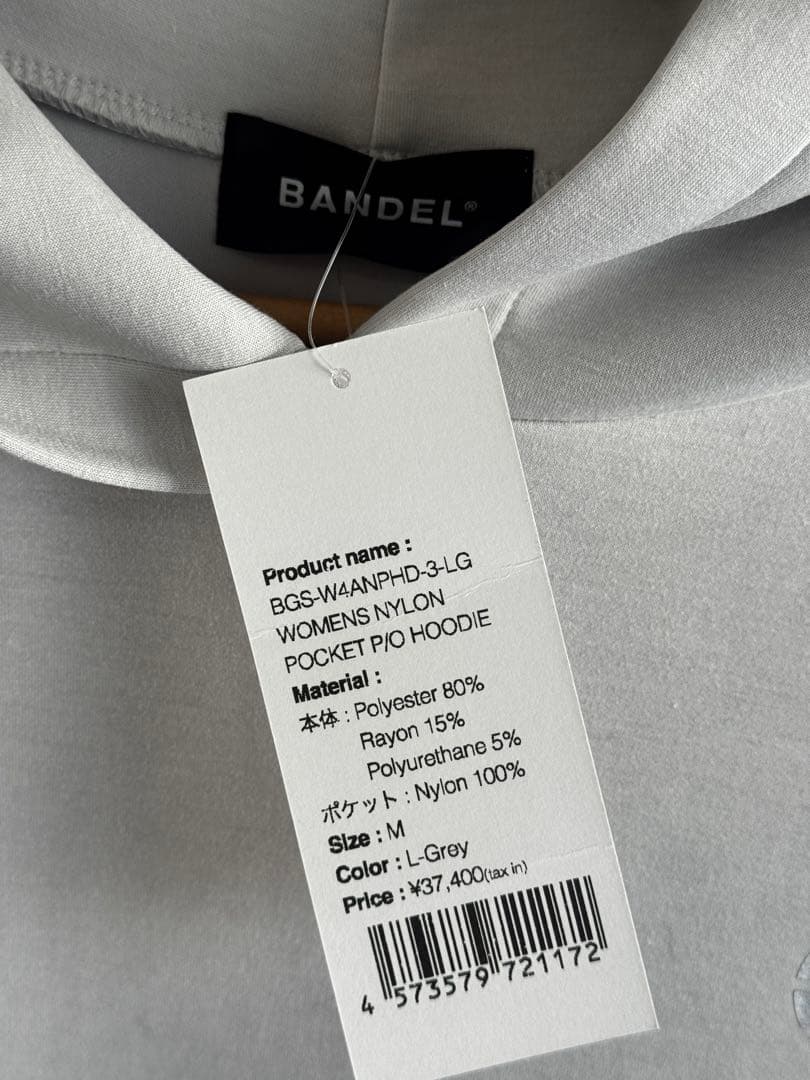 BANDEL®
Product name :
BGS-W4ANPHD-3-LG
WOMENS NYLON
POCKET P/O HOODIE
Material :
本体 : Polyester 80%
Rayon 15%
Polyurethane 5%
ポケット : Nylon 100%
Size : M
Color : L-Grey
Price : ¥37,400(tax in)
4 573579 721172